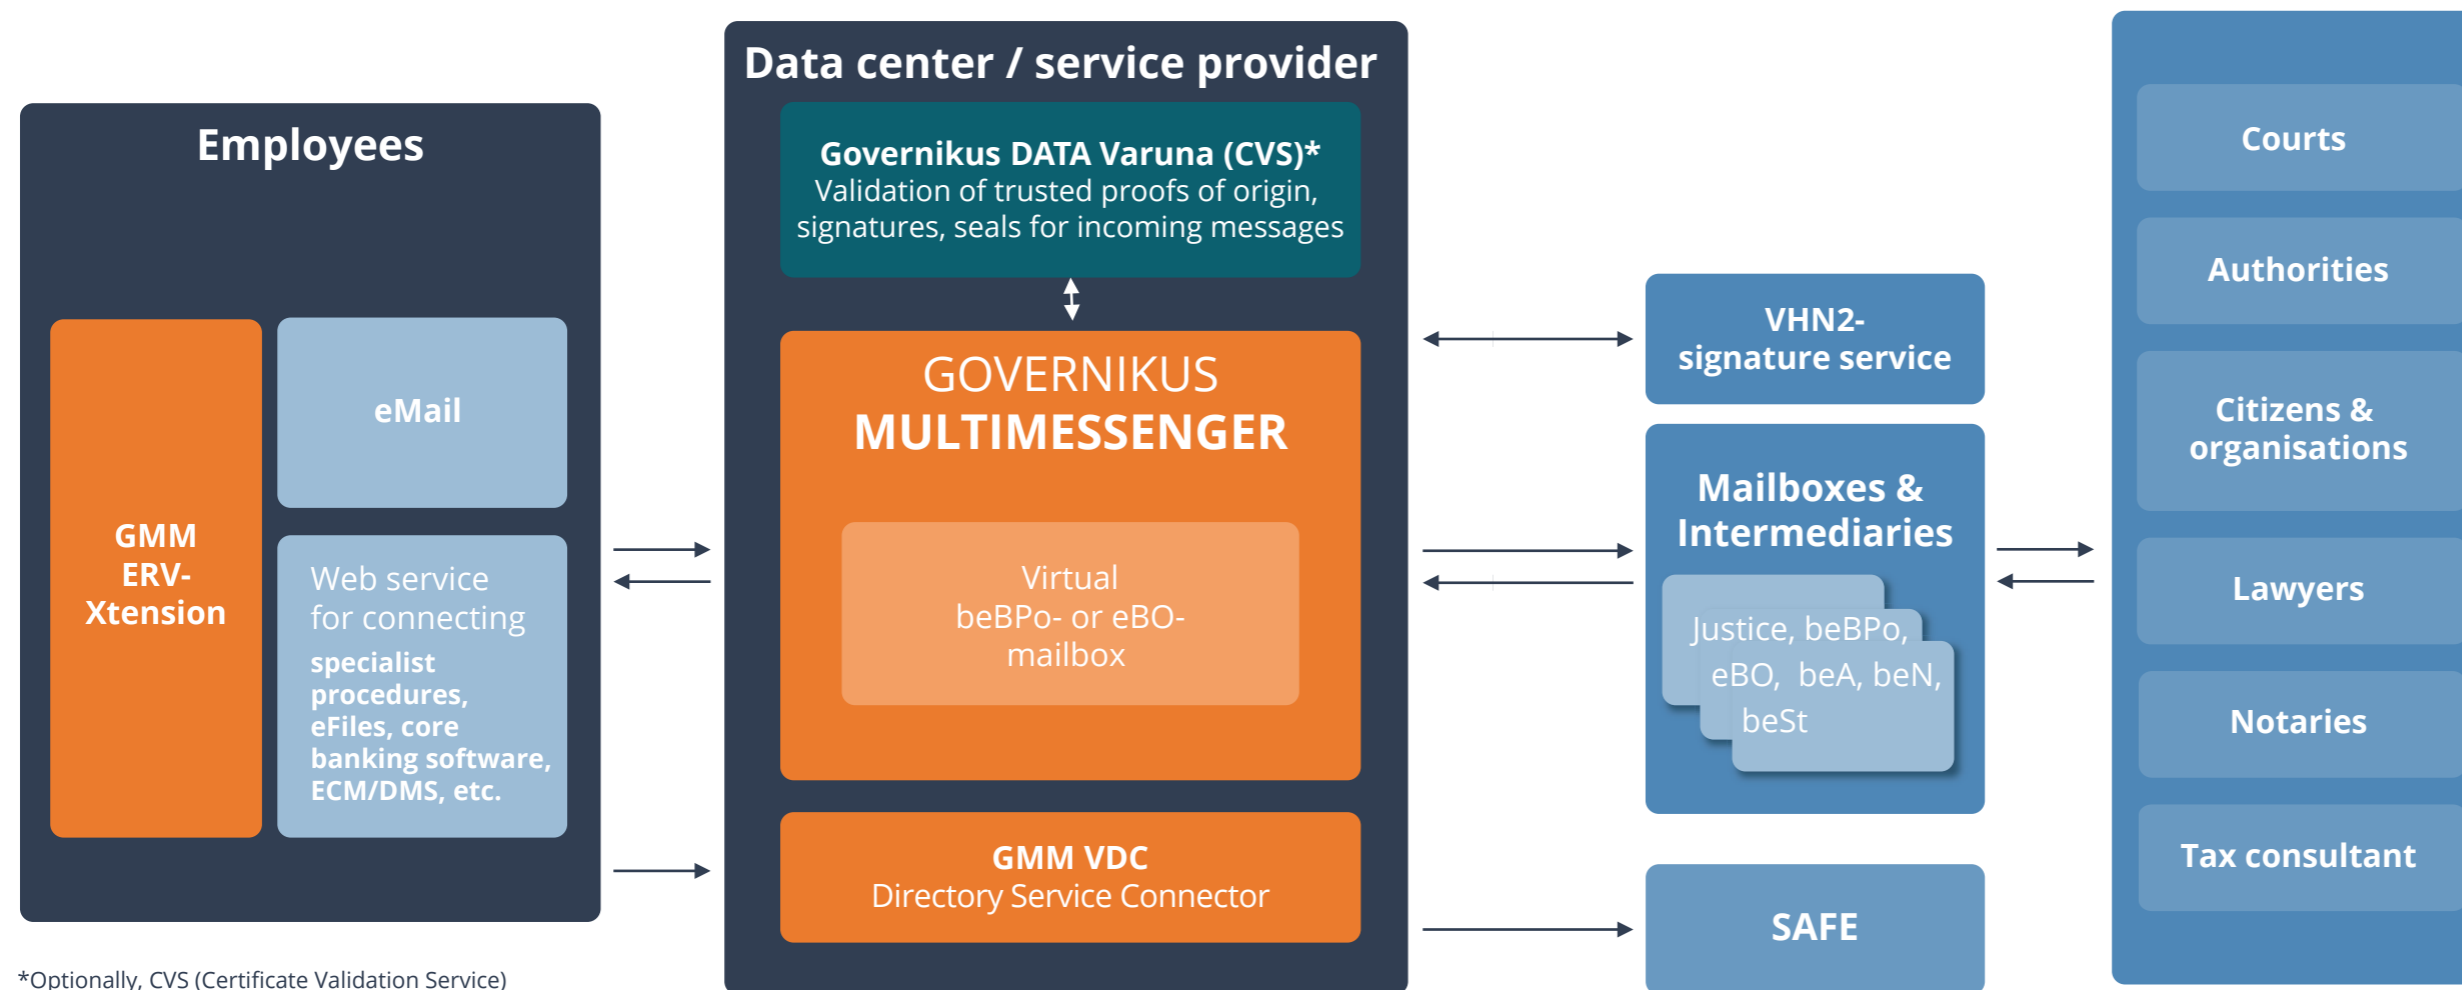 Employees
GMM
ERV-
Xtension
eMail
Web service
for connecting
specialist
procedures,
eFiles, core
banking software,
ECM/DMS, etc.
*Optionally, CVS (Certificate Validation Service)
Data center / service provider
Governikus DATA Varuna (CVS)*
Validation of trusted proofs of origin,
signatures, seals for incoming messages
GOVERNIKUS
MULTIMESSENGER
Virtual
beBPo- or eBO-
mailbox
GMM VDC
Directory Service Connector
VHN2-
signature service
Mailboxes &
Intermediaries
Justice, beBPo,
eBO, beA, beN,
beSt
SAFE
Courts
Authorities
Citizens &
organisations
Lawyers
Notaries
Tax consultant